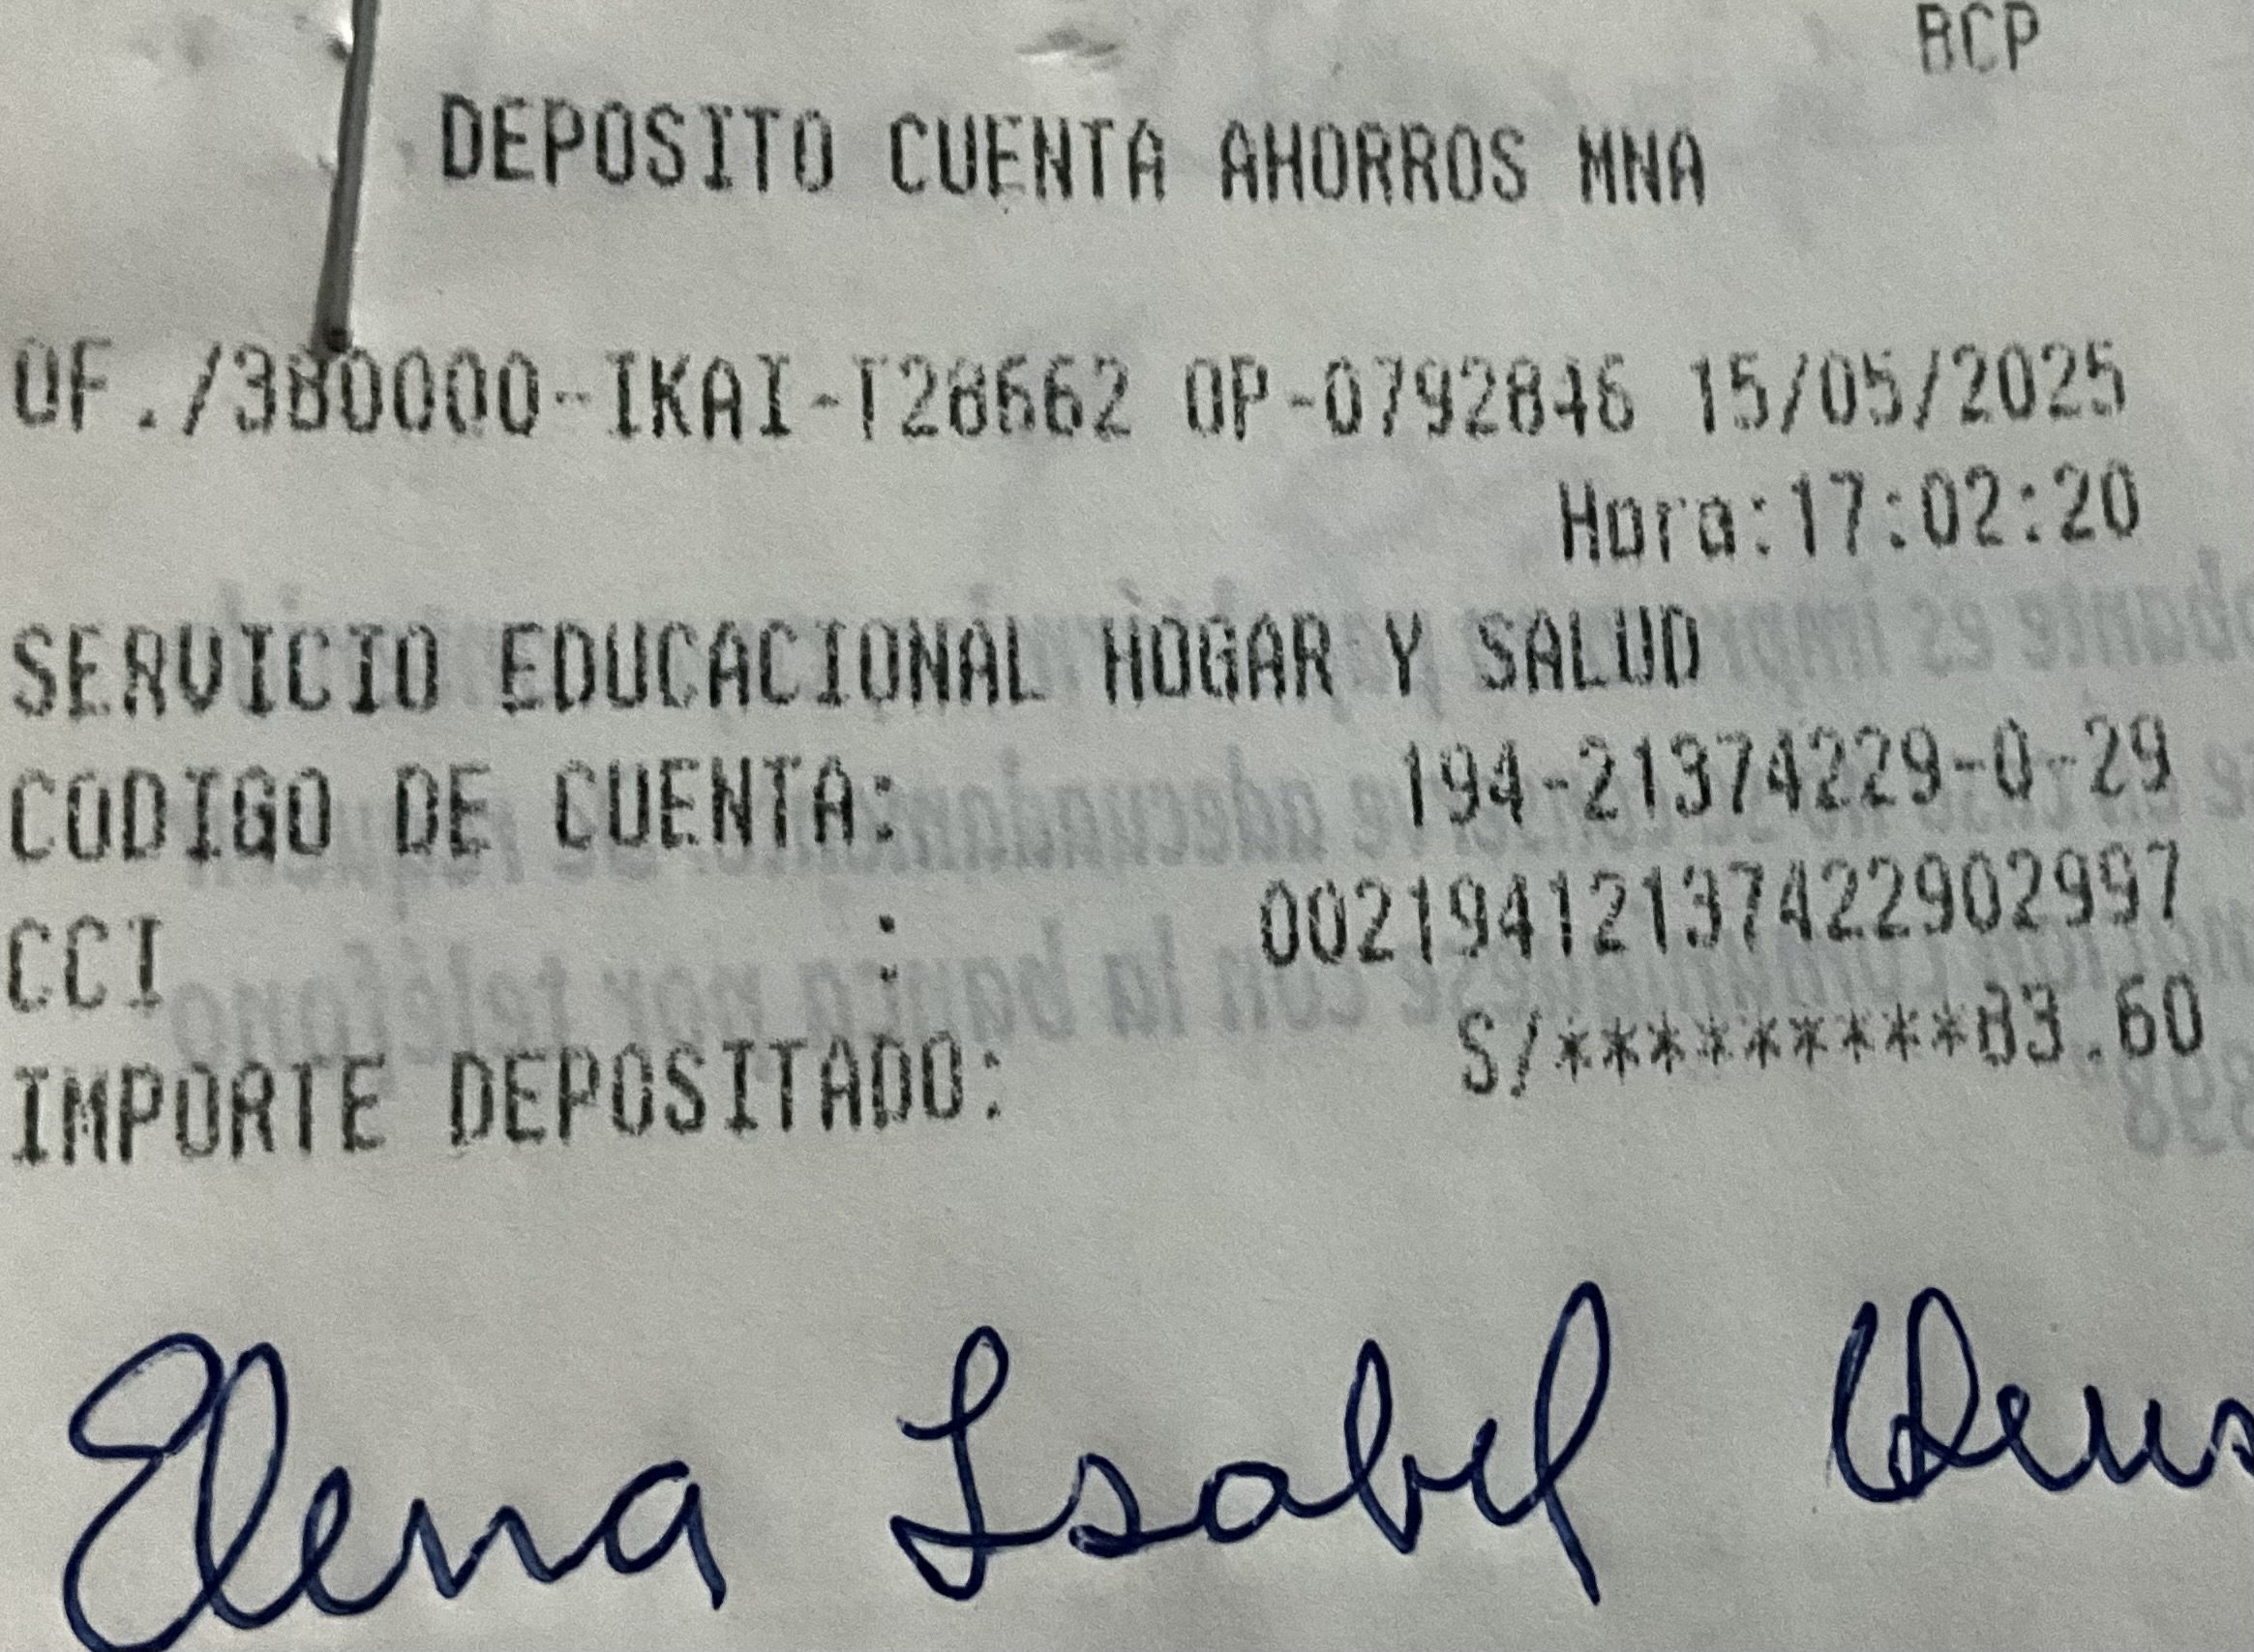 BCP
DEPOSITO CUENTA AHORROS MNA
OF./380000-IKAI-T28662 OP-0792846 15/05/2025
Hora:17:02:20
SERVICIO EDUCACIONAL HOGAR Y SALUD
CODIGO DE CUENTA: 194-21374229-0-29
CCI : 00219412137422902997
IMPORTE DEPOSITADO: S/*********83.60
Elena Isabel